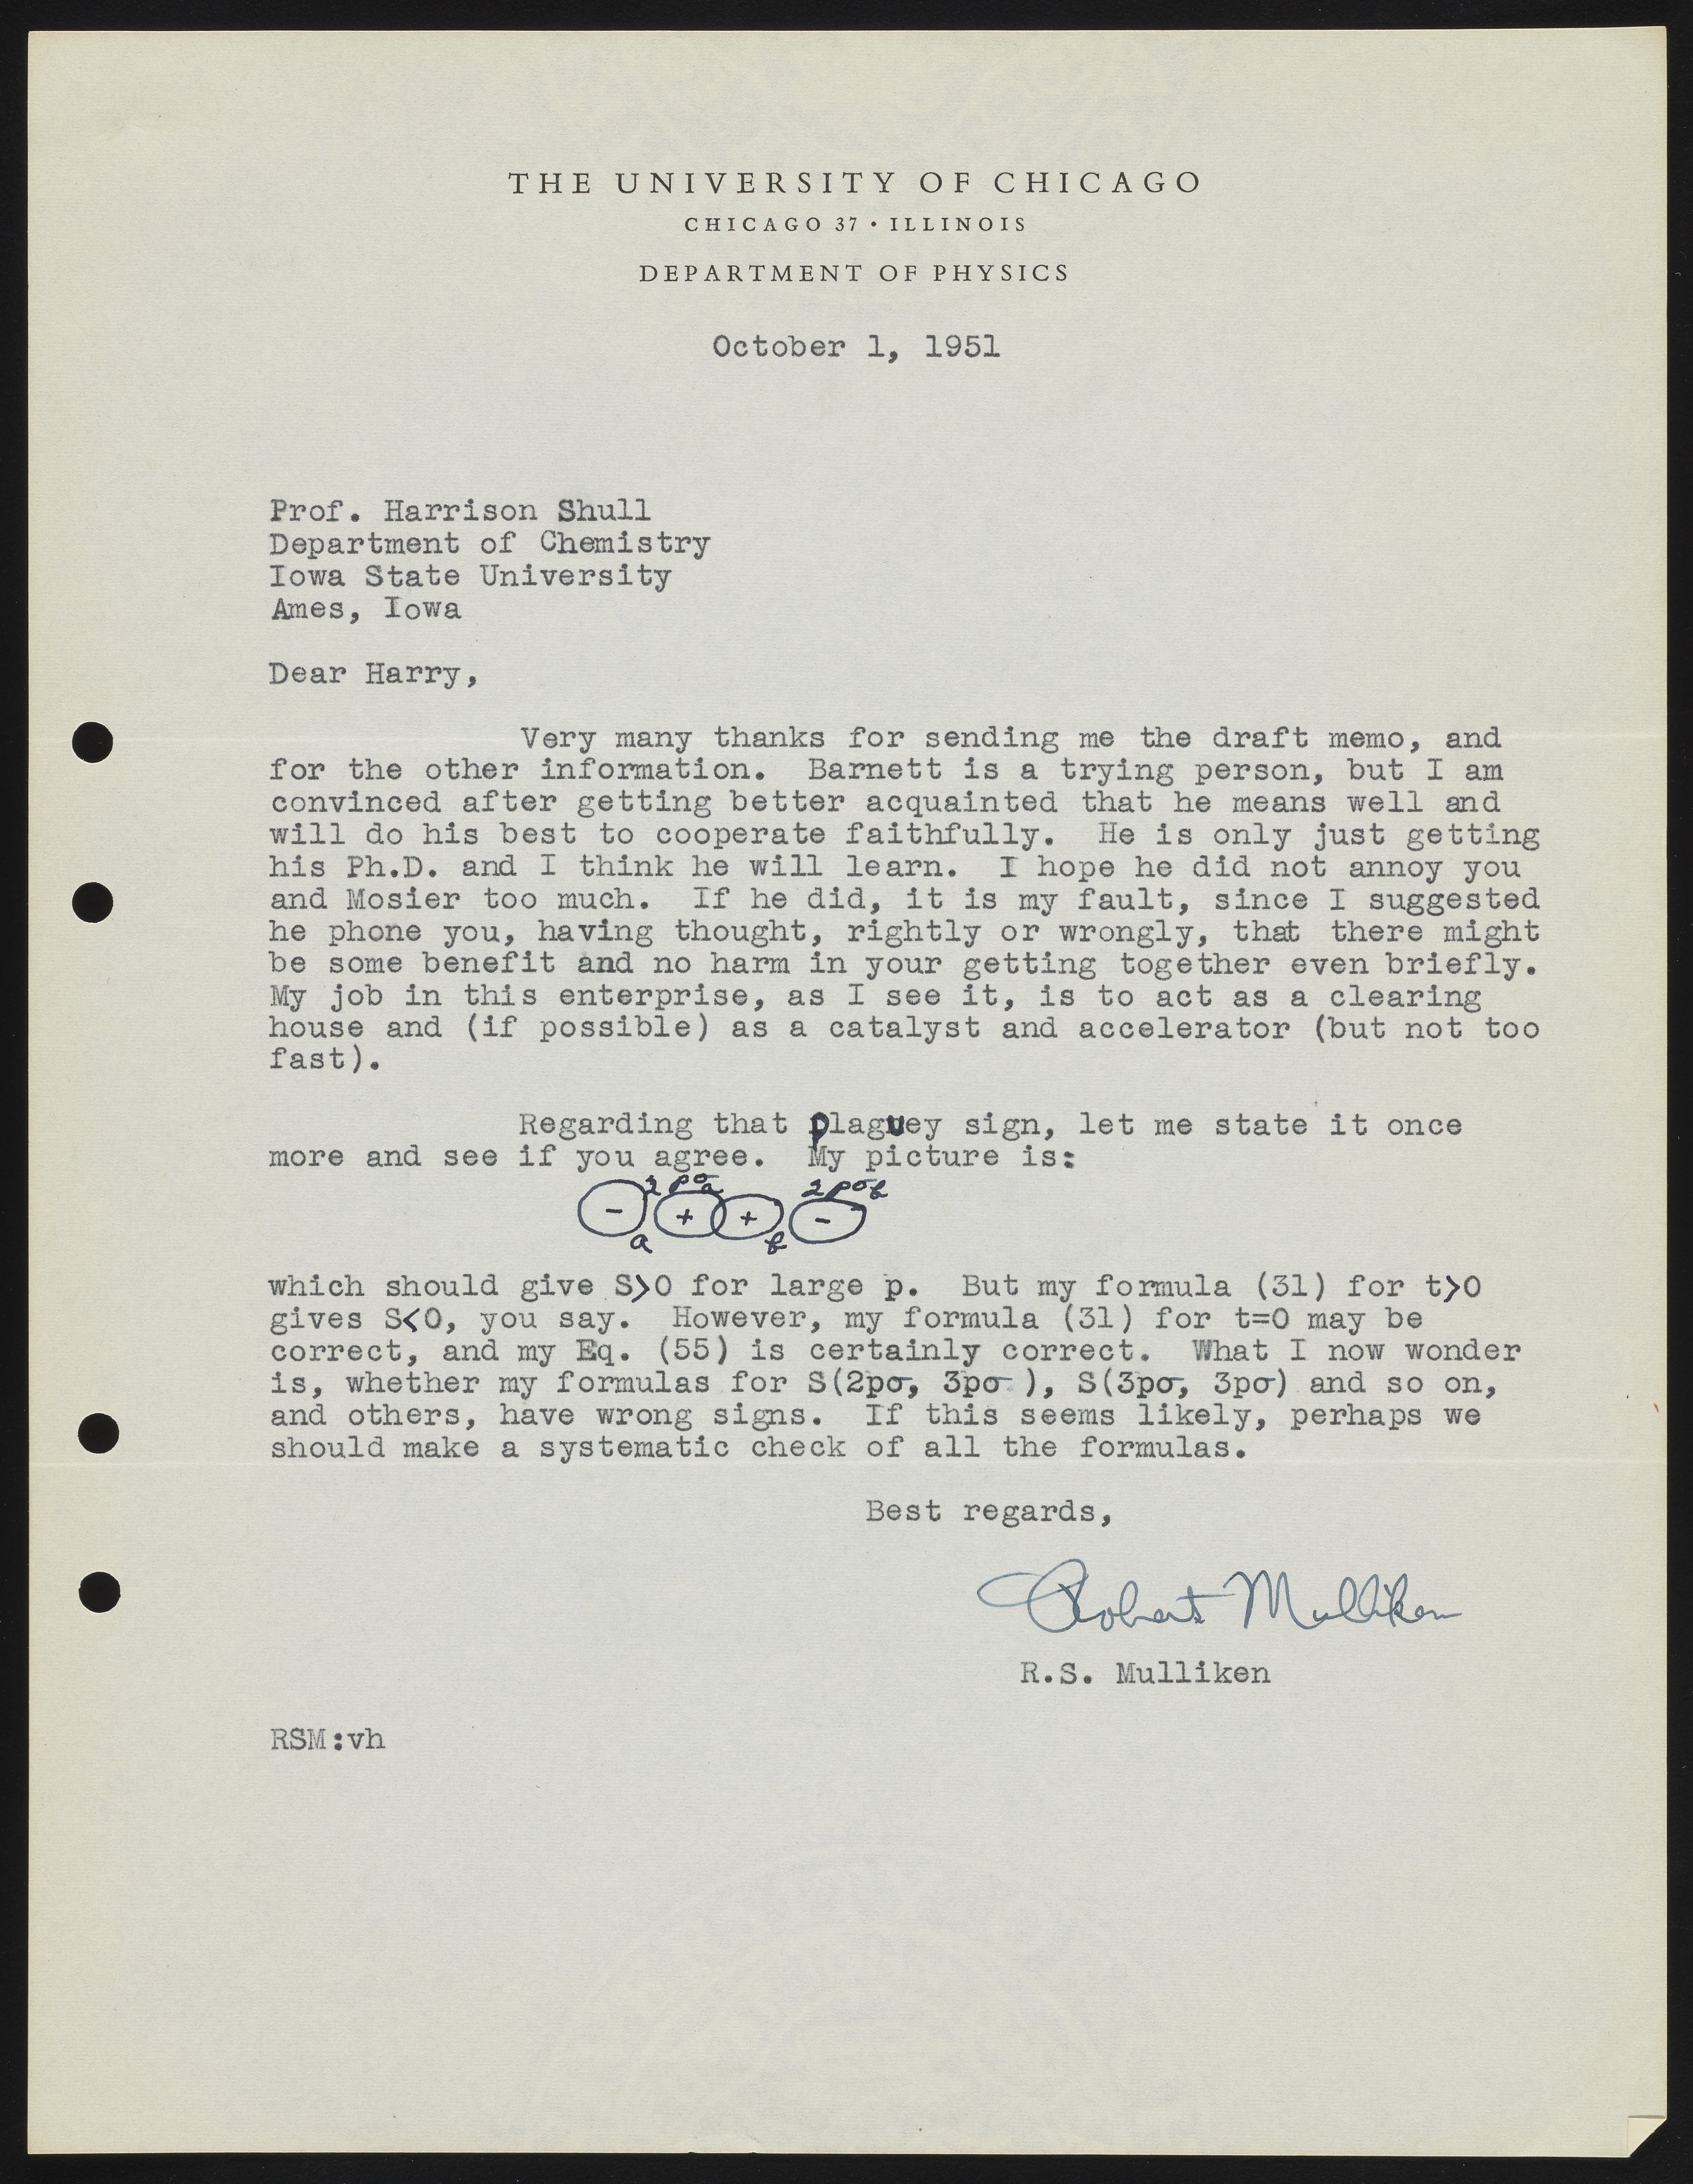 THE UNIVERSITY OF CHICAGO
CHICAGO 37 • ILLINOIS
DEPARTMENT OF PHYSICS
October 1, 1951
Prof. Harrison Shull
Department of Chemistry
Iowa State University
Ames, Iowa
Dear Harry,
Very many thanks for sending me the draft memo, and
for the other information. Barnett is a trying person, but I am
convinced after getting better acquainted that he means well and
will do his best to cooperate faithfully. He is only just getting
his Ph.D. and I think he will learn. I hope he did not annoy you
and Mosier too much. If he did, it is my fault, since I suggested
he phone you, having thought, rightly or wrongly, that there might
be some benefit and no harm in your getting together even briefly.
My job in this enterprise, as I see it, is to act as a clearing
house and (if possible) as a catalyst and accelerator (but not too
fast).
Regarding that plaguey sign, let me state it once
more and see if you agree. My picture is:
2pσa 2pσb
- + + -
a b
which should give S>0 for large p. But my formula (31) for t>0
gives S<0, you say. However, my formula (31) for t=0 may be
correct, and my Eq. (55) is certainly correct. What I now wonder
is, whether my formulas for S(2pσ, 3pσ ), S(3pσ, 3pσ) and so on,
and others, have wrong signs. If this seems likely, perhaps we
should make a systematic check of all the formulas.
Best regards,
Robert Mulliken
R.S. Mulliken
RSM:vh